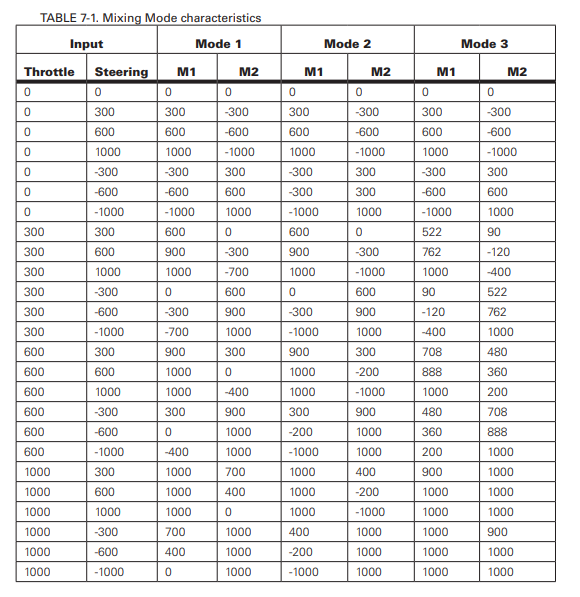 TABLE 7-1. Mixing Mode characteristics
Input Mode 1 Mode 2 Mode 3
Throttle Steering M1 M2 M1 M2 M1 M2
0 0 0 0 0 0 0 0
0 300 300 -300 300 -300 300 -300
0 600 600 -600 600 -600 600 -600
0 1000 1000 -1000 1000 -1000 1000 -1000
0 -300 -300 300 -300 300 -300 300
0 -600 -600 600 -300 300 -600 600
0 -1000 -1000 1000 -1000 1000 -1000 1000
300 300 600 0 600 0 522 90
300 600 900 -300 900 -300 762 -120
300 1000 1000 -700 1000 -1000 1000 -400
300 -300 0 600 0 600 90 522
300 -600 -300 900 -300 900 -120 762
300 -1000 -700 1000 -1000 1000 -400 1000
600 300 900 300 900 300 708 480
600 600 1000 0 1000 -200 888 360
600 1000 1000 -400 1000 -1000 1000 200
600 -300 300 900 300 900 480 708
600 -600 0 1000 -200 1000 360 888
600 -1000 -400 1000 -1000 1000 200 1000
1000 300 1000 700 1000 400 900 1000
1000 600 1000 400 1000 -200 1000 1000
1000 1000 1000 0 1000 -1000 1000 1000
1000 -300 700 1000 400 1000 1000 900
1000 -600 400 1000 -200 1000 1000 1000
1000 -1000 0 1000 -1000 1000 1000 1000